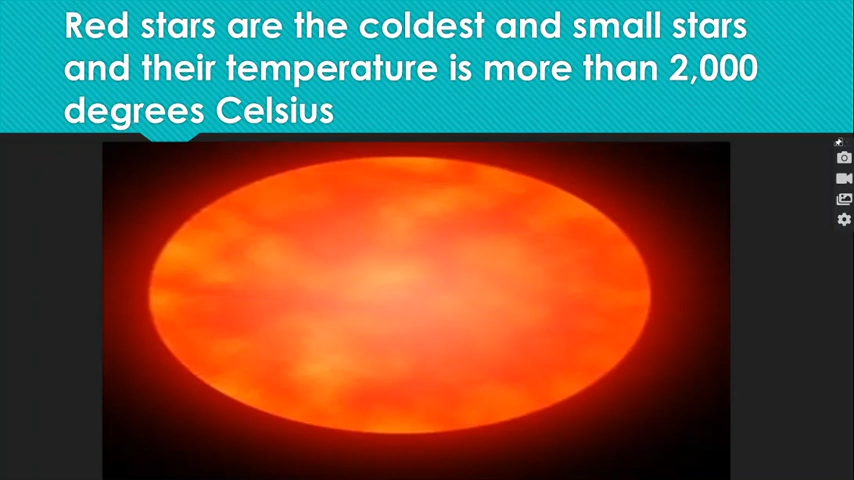 Red stars are the coldest and small stars
and their temperature is more than 2,000
degrees Celsius